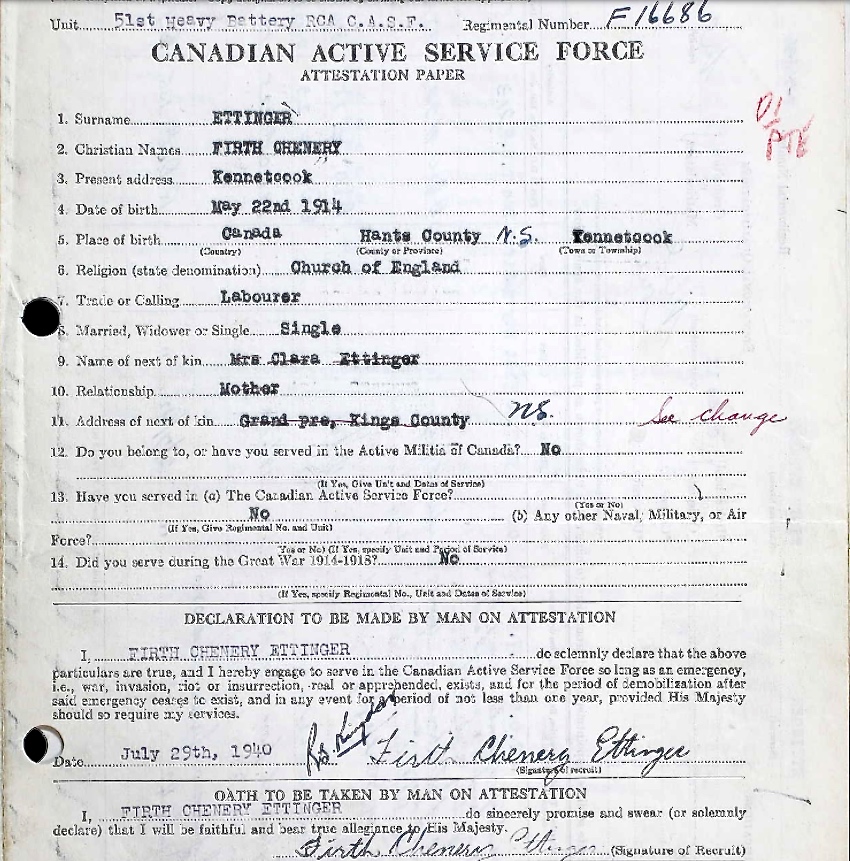 Unit 51st Heavy Battery RCA C.A.S.F. Regimental Number F16686
CANADIAN ACTIVE SERVICE FORCE
ATTESTATION PAPER
1. Surname ETTINGER
2. Christian Names FIRTH CHENERY
3. Present address Kennetcook
4. Date of birth May 22nd 1914
5. Place of birth Canada Hants County N.S. Kennetcook
(Country) (County or Province) (Town or Township)
6. Religion (state denomination) Church of England
7. Trade or Calling Labourer
8. Married, Widower or Single Single
9. Name of next of kin Mrs Clara Ettinger
10. Relationship Mother
11. Address of next of kin Grand pre, Kings County NS. See change
12. Do you belong to, or have you served in the Active Militia of Canada? No
(If Yes, Give Unit and Dates of Service)
13. Have you served in (a) The Canadian Active Service Force?
(Yes or No)
No (b) Any other Naval, Military, or Air
(If Yes, Give Regimental No. and Unit)
Force?
(Yes or No) (If Yes, specify Unit and Period of Service)
14. Did you serve during the Great War 1914-1918? No
(If Yes, specify Regimental No., Unit and Dates of Service)
DECLARATION TO BE MADE BY MAN ON ATTESTATION
I, FIRTH CHENERY ETTINGER do solemnly declare that the above
particulars are true, and I hereby engage to serve in the Canadian Active Service Force so long as an emergency,
i.e., war, invasion, riot or insurrection, real or apprehended, exists, and for the period of demobilization after
said emergency ceases to exist, and in any event for a period of not less than one year, provided His Majesty
should so require my services.
Date July 29th, 1940 Firth Chenery Ettinger
(Signature of recruit)
OATH TO BE TAKEN BY MAN ON ATTESTATION
I, FIRTH CHENERY ETTINGER do sincerely promise and swear (or solemnly
declare) that I will be faithful and bear true allegiance to His Majesty.
Firth Chenery Ettinger (Signature of Recruit)